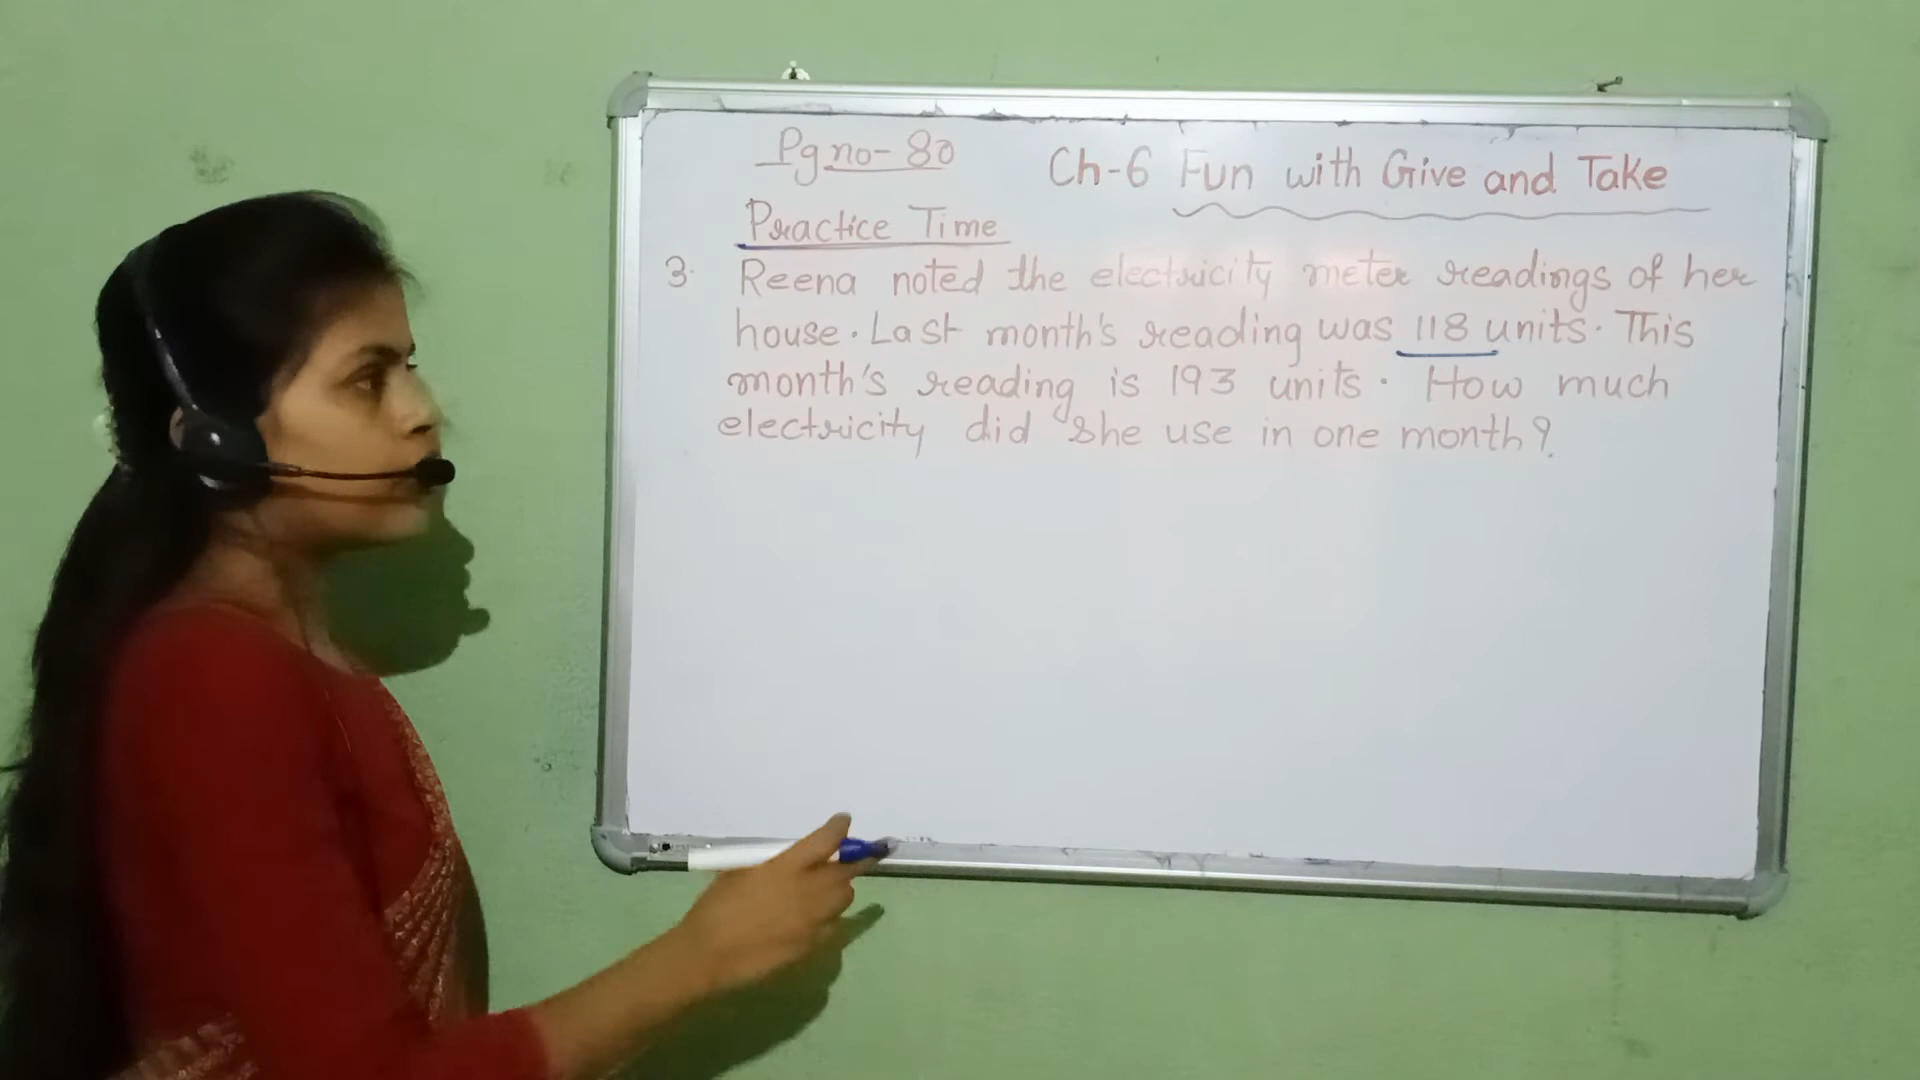 Pg no- 80
Ch-6 Fun with Give and Take
Practice Time
3. Reena noted the electricity meter readings of her
house. Last month's reading was 118 units. This
month's reading is 193 units. How much
electricity did she use in one month?